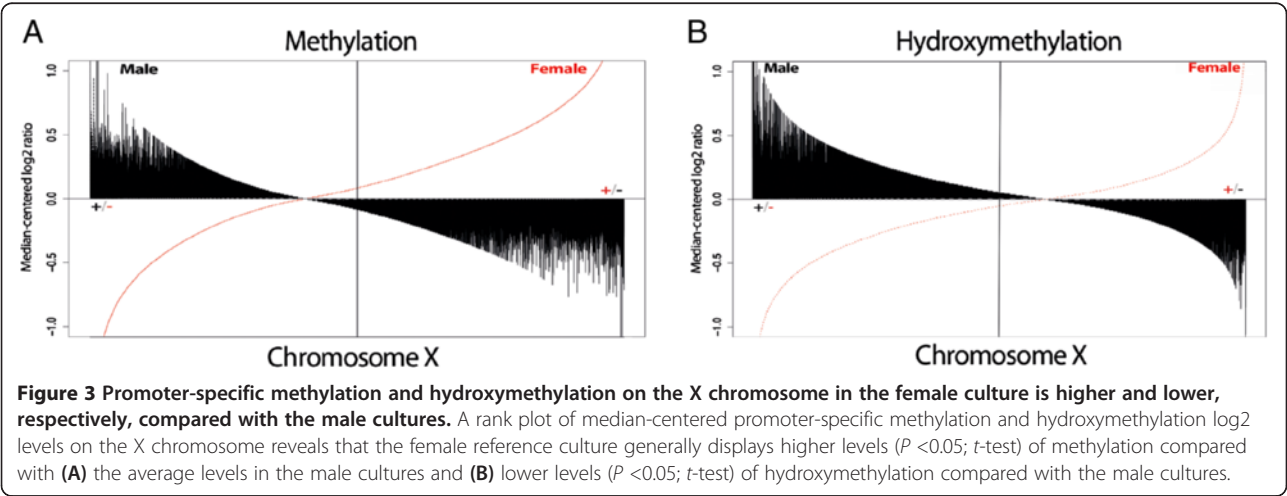 A
Methylation
Male
Female
Median-centered log2 ratio
1.0
0.5
0.0
−0.5
−1.0
+/-
+/-
Chromosome X
B
Hydroxymethylation
Male
Female
Median-centered log2 ratio
1.0
0.5
0.0
−0.5
−1.0
+/-
+/-
Chromosome X
Figure 3 Promoter-specific methylation and hydroxymethylation on the X chromosome in the female culture is higher and lower,
respectively, compared with the male cultures. A rank plot of median-centered promoter-specific methylation and hydroxymethylation log2
levels on the X chromosome reveals that the female reference culture generally displays higher levels (P <0.05; t-test) of methylation compared
with (A) the average levels in the male cultures and (B) lower levels (P <0.05; t-test) of hydroxymethylation compared with the male cultures.